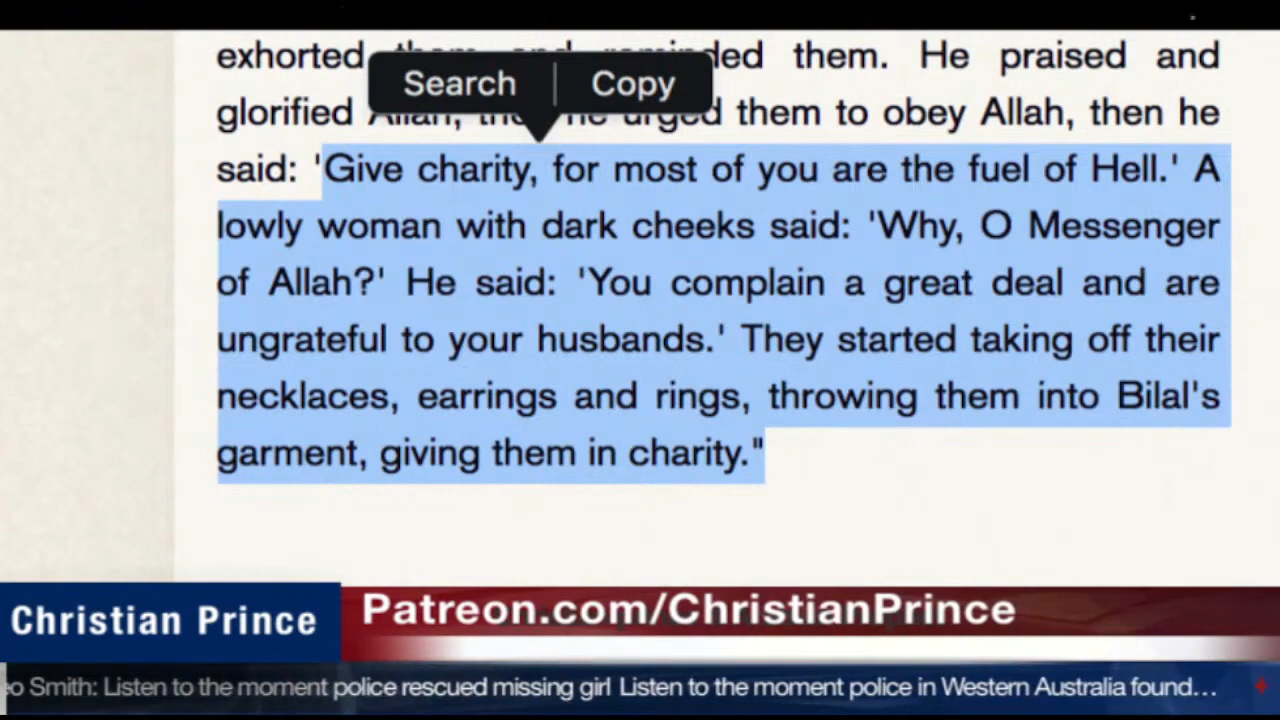 exhorted them and reminded them. He praised and
Search Copy
glorified Allah, then he urged them to obey Allah, then he
said: 'Give charity, for most of you are the fuel of Hell.' A
lowly woman with dark cheeks said: 'Why, O Messenger
of Allah?' He said: 'You complain a great deal and are
ungrateful to your husbands.' They started taking off their
necklaces, earrings and rings, throwing them into Bilal's
garment, giving them in charity."
Christian Prince
Patreon.com/ChristianPrince
eo Smith: Listen to the moment police rescued missing girl Listen to the moment police in Western Australia found...